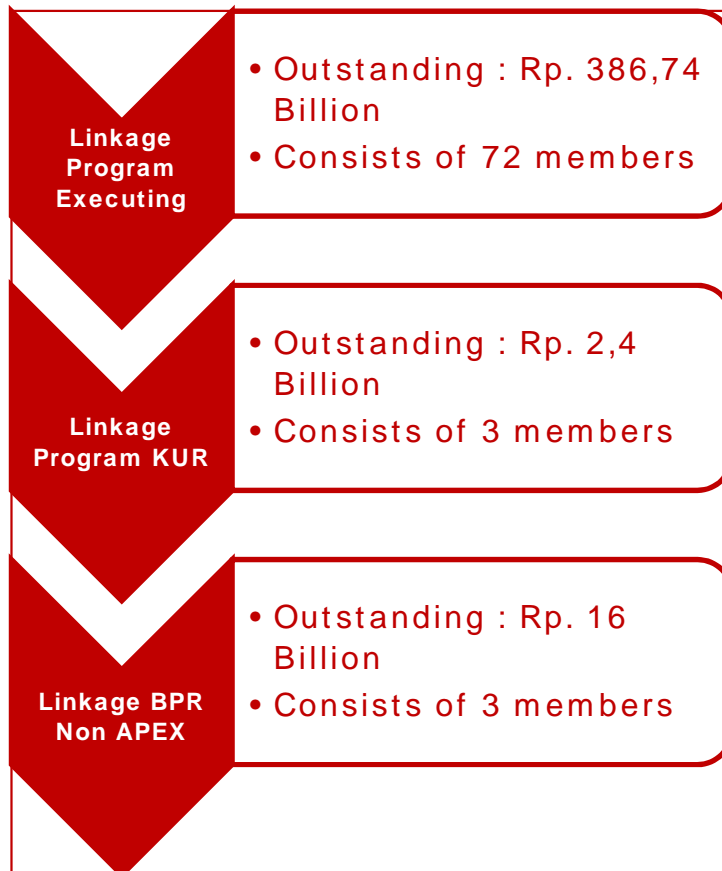 Linkage
Program
Executing
• Outstanding : Rp. 386,74
Billion
• Consists of 72 members
Linkage
Program KUR
• Outstanding : Rp. 2,4
Billion
• Consists of 3 members
Linkage BPR
Non APEX
• Outstanding : Rp. 16
Billion
• Consists of 3 members